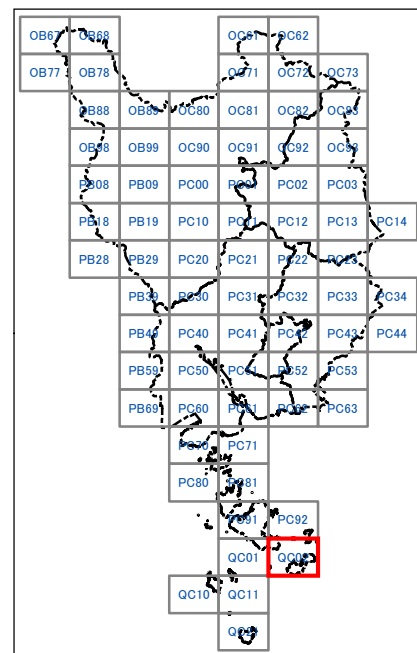 OB67 OB68 OC61 OC62
OB77 OB78 OC71 OC72 OC73
OB88 OB89 OC80 OC81 OC82 OC83
OB98 OB99 OC90 OC91 OC92 OC93
PB08 PB09 PC00 PC01 PC02 PC03
PB18 PB19 PC10 PC11 PC12 PC13 PC14
PB28 PB29 PC20 PC21 PC22 PC23
PB39 PC30 PC31 PC32 PC33 PC34
PB49 PC40 PC41 PC42 PC43 PC44
PB59 PC50 PC51 PC52 PC53
PB69 PC60 PC61 PC62 PC63
PC70 PC71
PC80 PC81
PC91 PC92
QC01 QC02
QC10 QC11
QC21